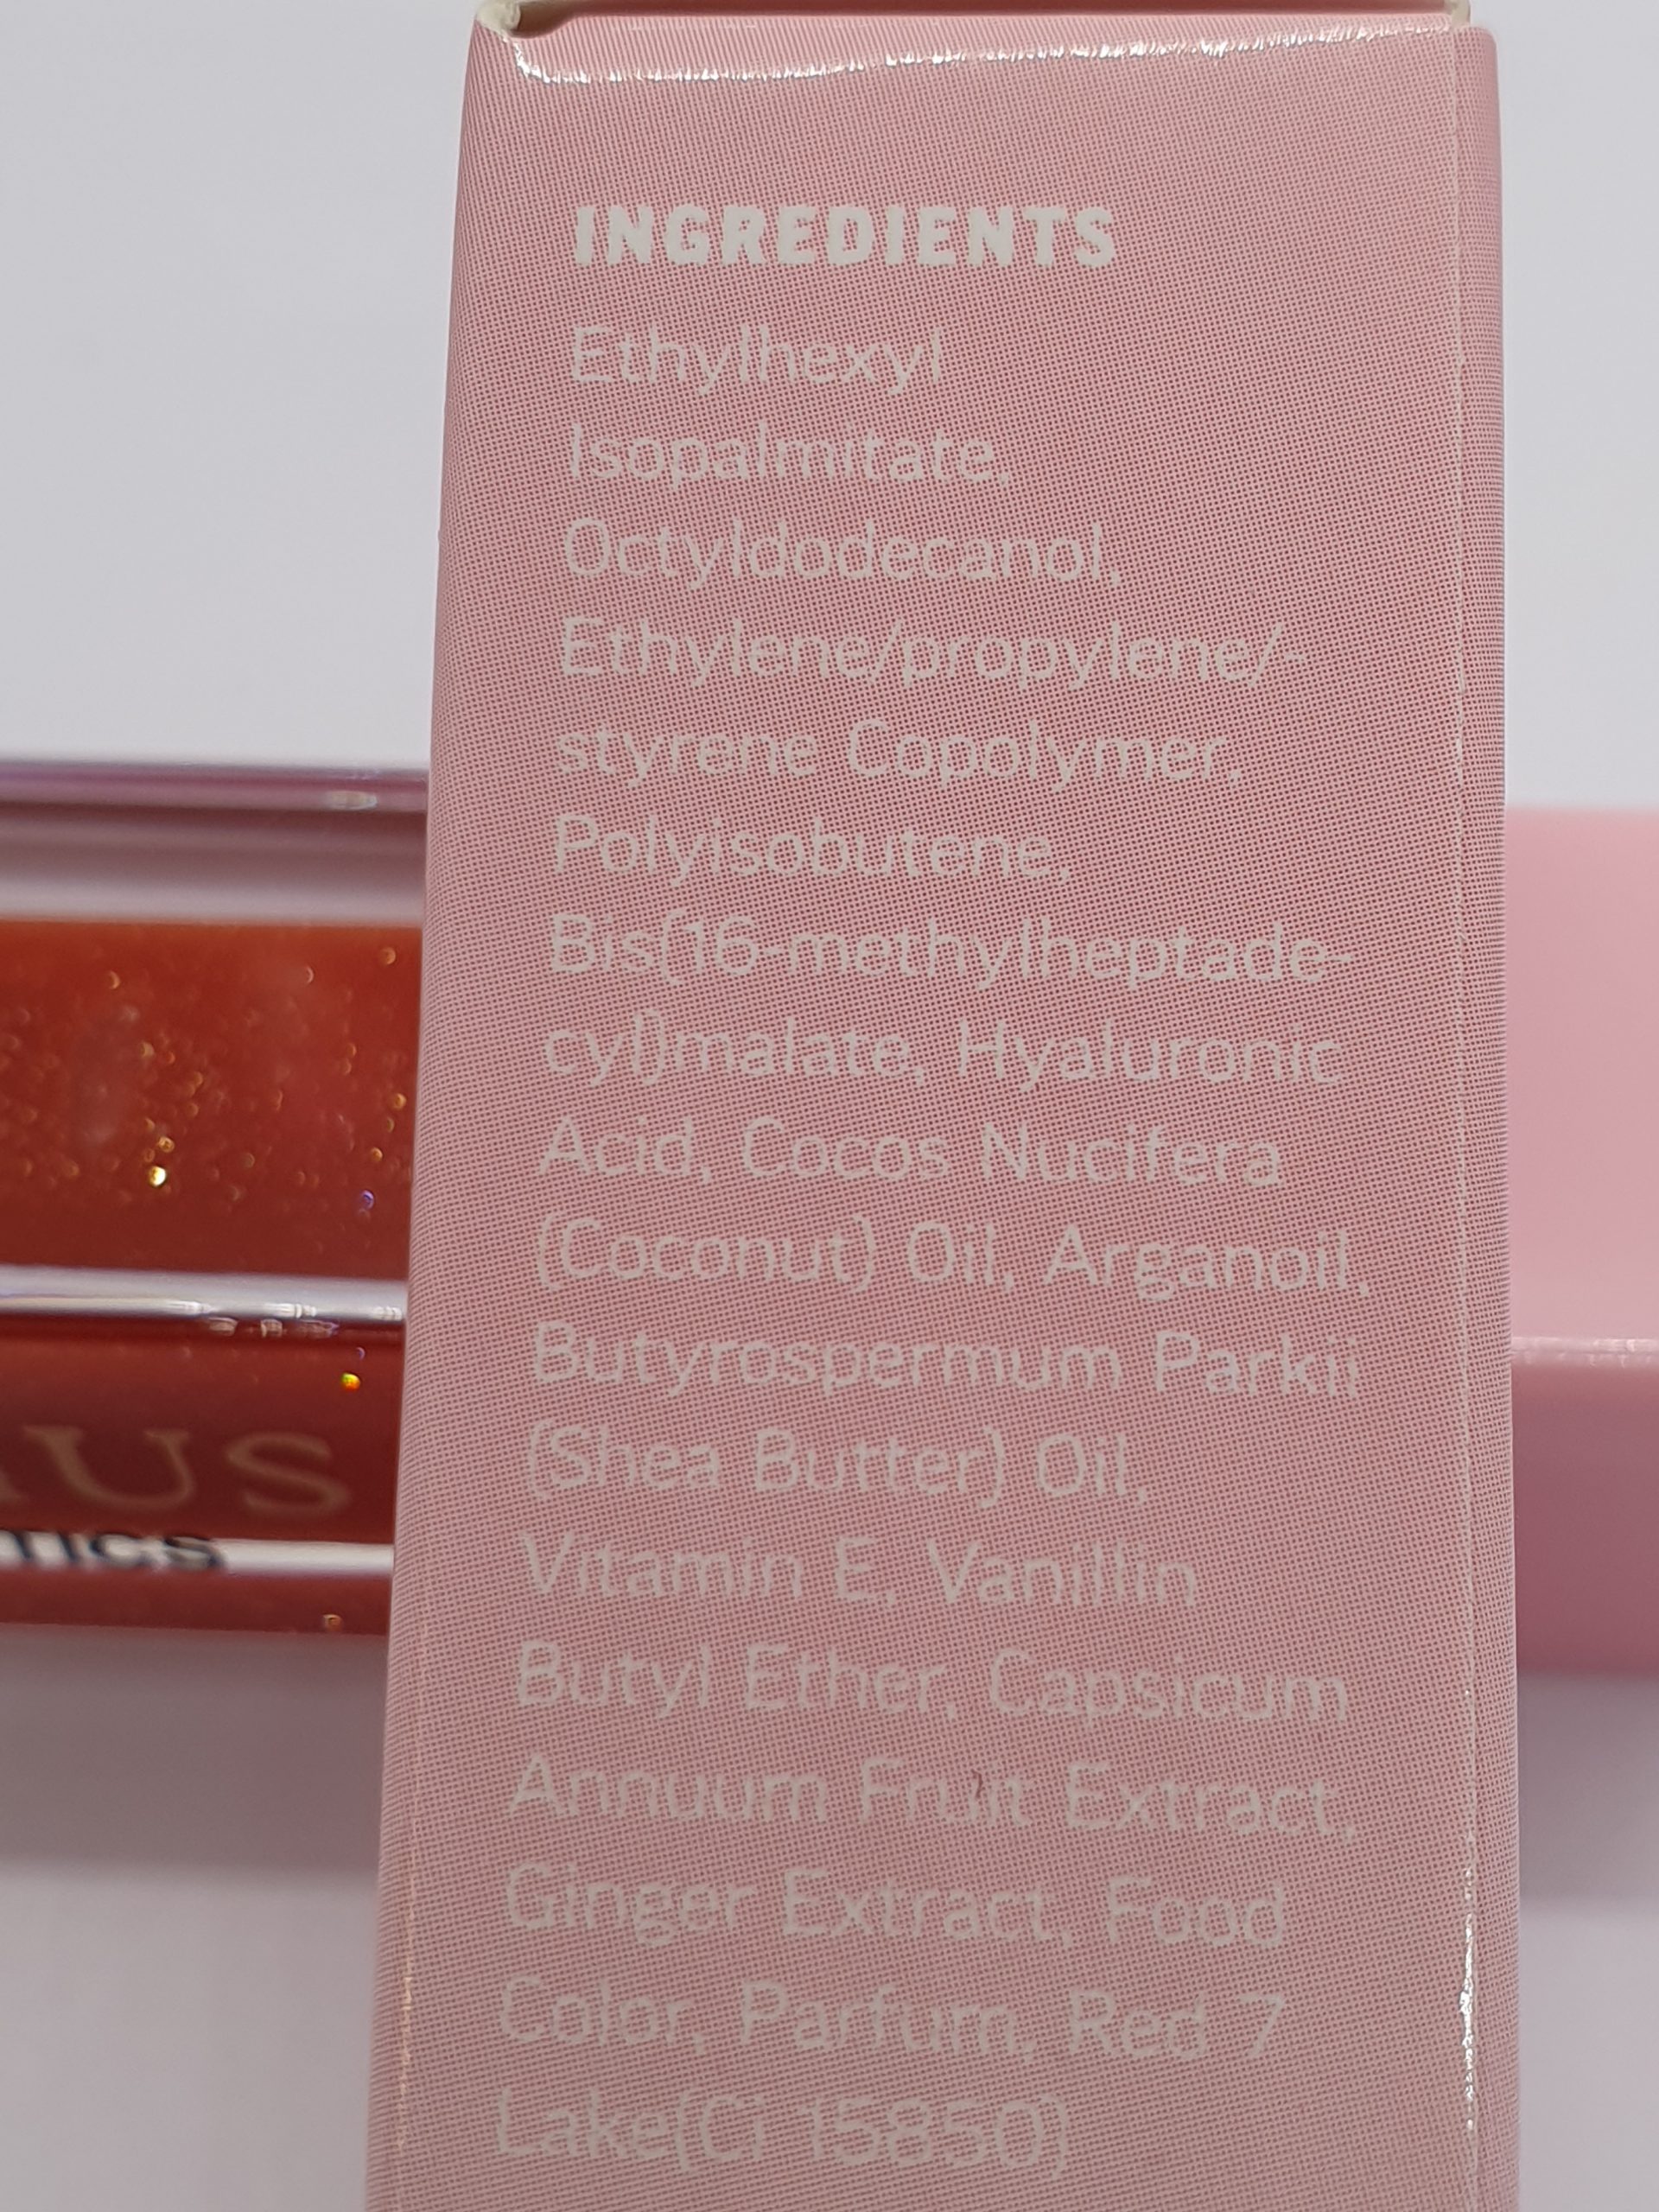 INGREDIENTS
Ethylhexyl
Isopalmitate,
Octyldodecanol,
Ethylene/propylene/-
styrene Copolymer,
Polyisobutene,
Bis(16-methylheptade-
cyl)malate, Hyaluronic
Acid, Cocos Nucifera
(Coconut) Oil, Arganoil,
Butyrospermum Parkii
(Shea Butter) Oil,
Vitamin E, Vanillin
Butyl Ether, Capsicum
Annuum Fruit Extract,
Ginger Extract, Food
Color, Parfum, Red 7
Lake(Ci 15850)